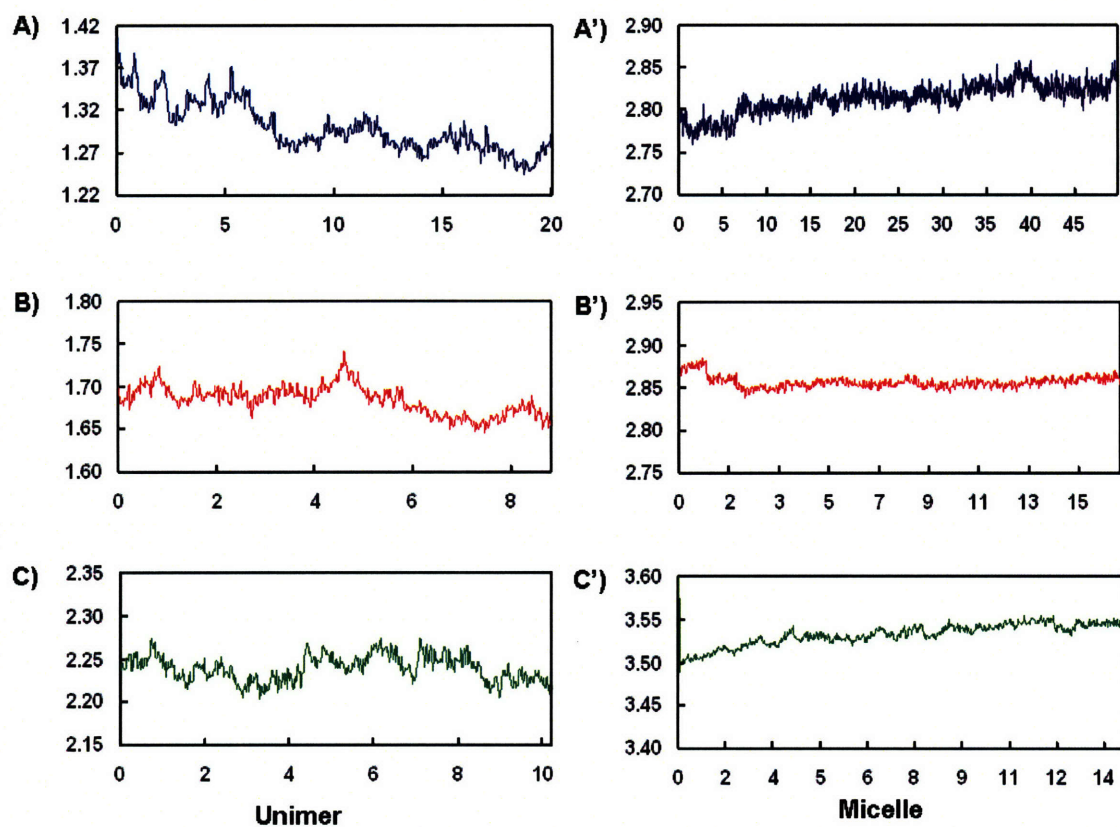 A)
1.42
1.37
1.32
1.27
1.22
0 5 10 15 20
A')
2.90
2.85
2.80
2.75
2.70
0 5 10 15 20 25 30 35 40 45
B)
1.80
1.75
1.70
1.65
1.60
0 2 4 6 8
B')
2.95
2.90
2.85
2.80
2.75
0 2 3 5 7 9 11 13 15
C)
2.35
2.30
2.25
2.20
2.15
0 2 4 6 8 10
Unimer
C')
3.60
3.55
3.50
3.45
3.40
0 2 4 5 6 8 9 11 12 14
Micelle